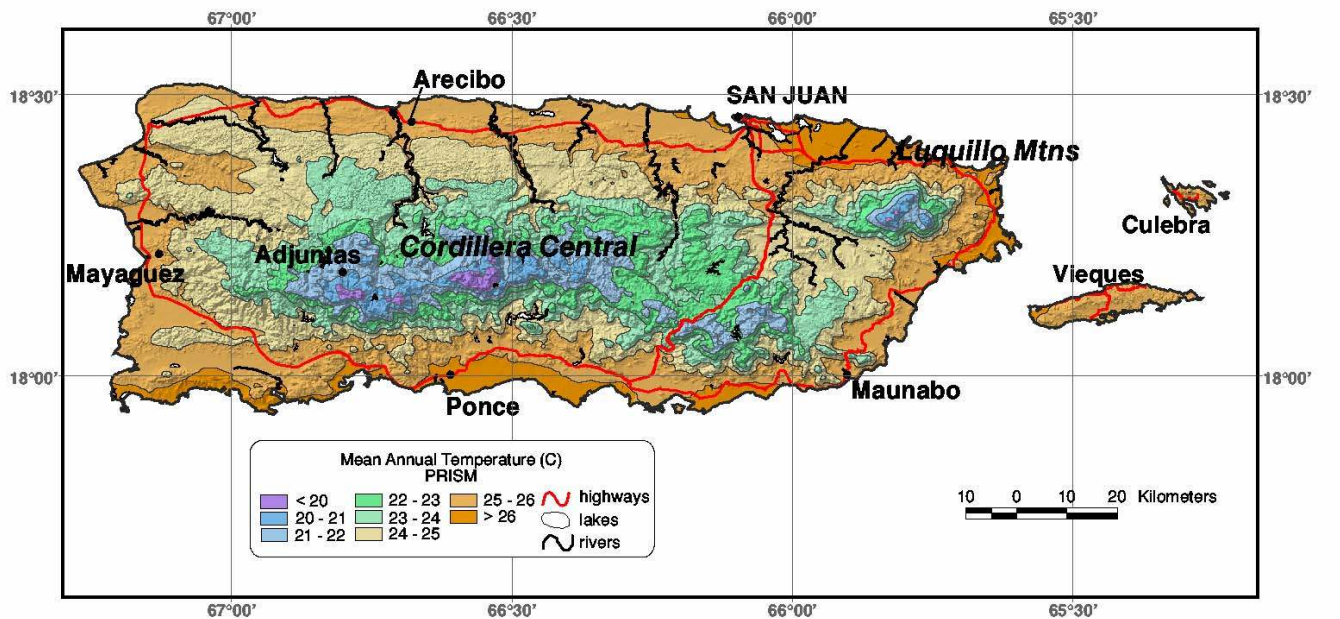 67°00' 66°30' 66°00' 65°30'
18°30' 18°30'
Arecibo
SAN JUAN
Luquillo Mtns
Culebra
Cordillera Central
Adjuntas
Mayaguez
Vieques
18°00' 18°00'
Ponce
Maunabo
Mean Annual Temperature (C)
PRISM
< 20 22 - 23 25 - 26 highways
20 - 21 23 - 24 > 26 lakes
21 - 22 24 - 25 rivers
10 0 10 20 Kilometers
67°00' 66°30' 66°00' 65°30'